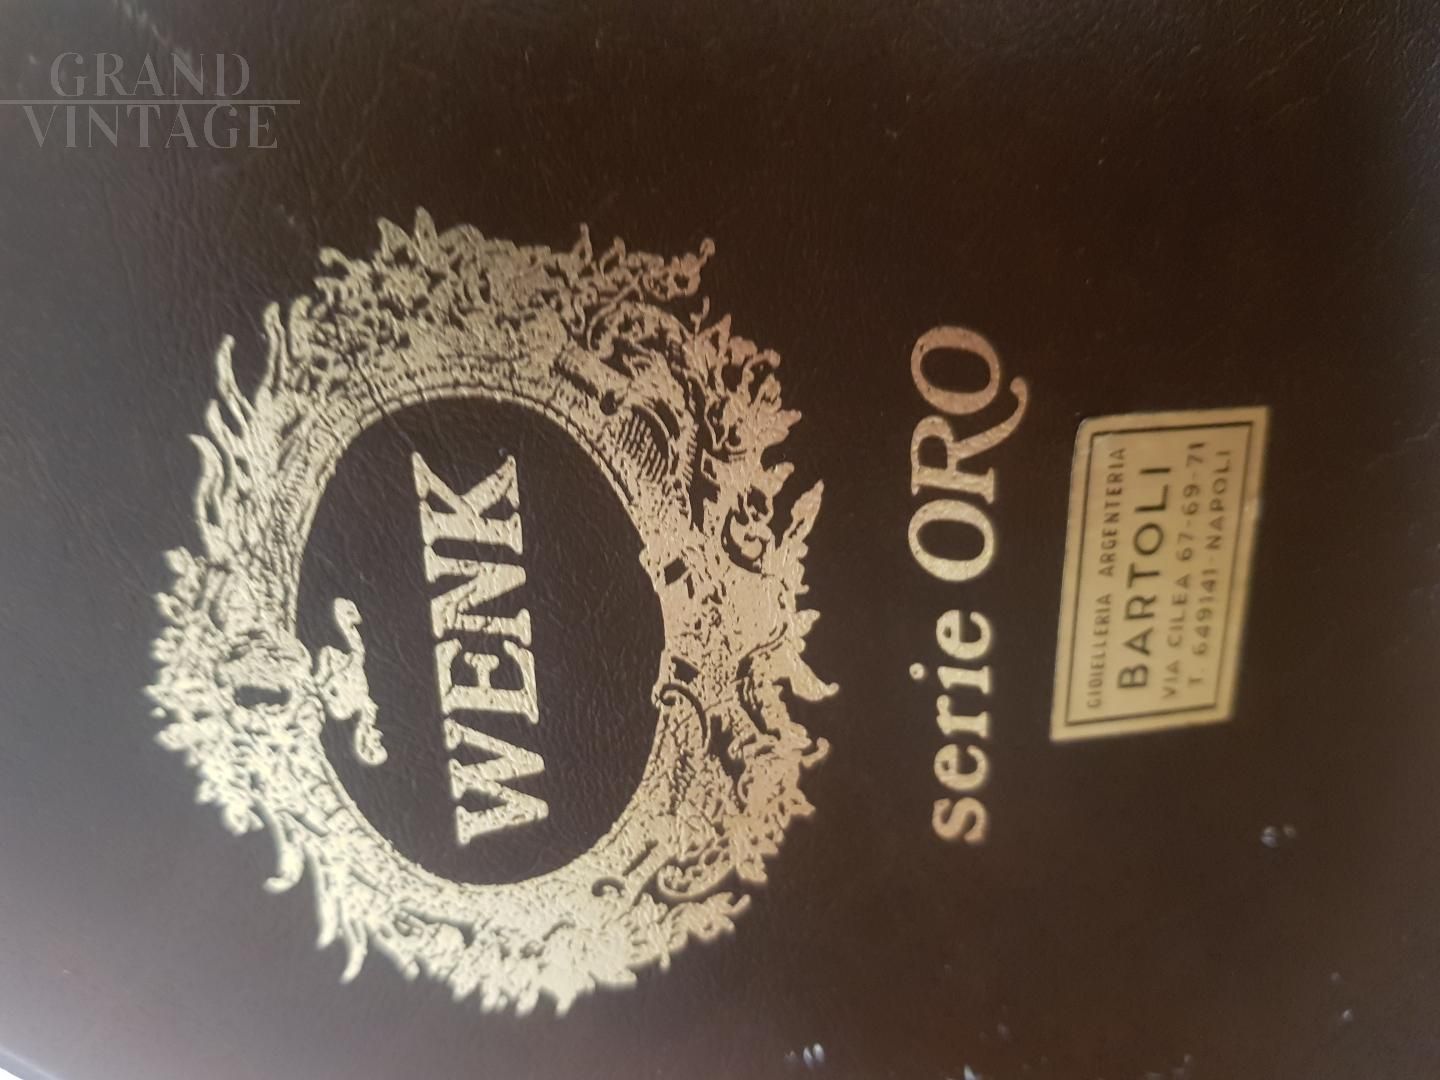 GRAND
VINTAGE
WENK
serie ORO
GIOIELLERIA ARGENTERIA
BARTOLI
VIA CILEA 67-69-71
T. 649141-NAPOLI